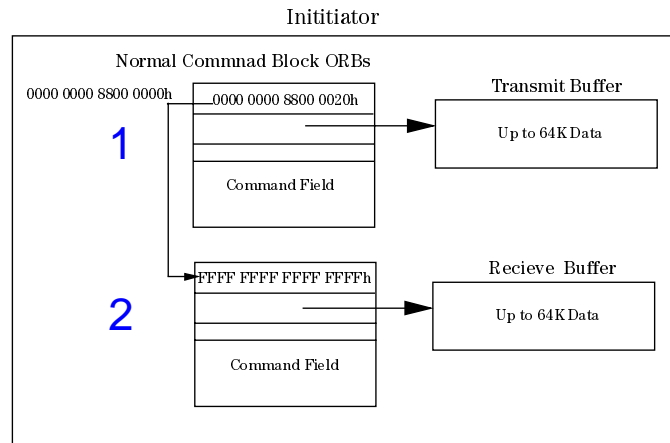 Inititiator
Normal Commnad Block ORBs
0000 0000 8800 0000h
0000 0000 8800 0020h
Transmit Buffer
1
Up to 64K Data
Command Field
FFFF FFFF FFFF FFFFh
Recieve Buffer
2
Up to 64K Data
Command Field